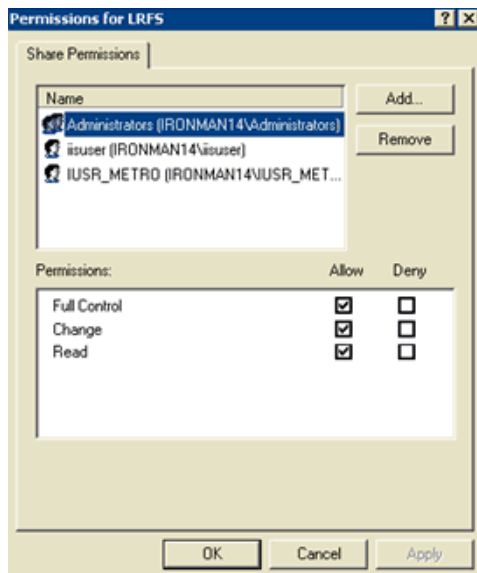 Permissions for LRFS
Share Permissions
Name
Administrators (IRONMAN14\Administrators)
iisuser (IRONMAN14\iisuser)
IUSR_METRO (IRONMAN14\IUSR_MET...
Add...
Remove
Permissions: Allow Deny
Full Control
Change
Read
OK Cancel Apply